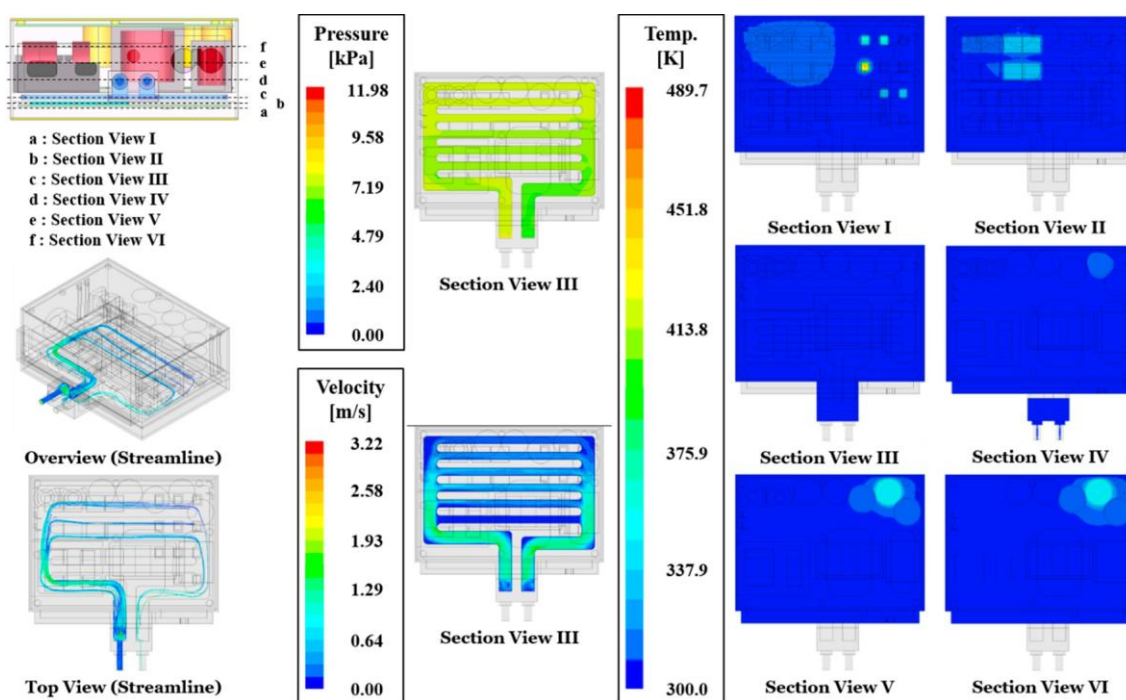 f
e
d
c
b
a
a : Section View I
b : Section View II
c : Section View III
d : Section View IV
e : Section View V
f : Section View VI
Overview (Streamline)
Top View (Streamline)
Pressure
[kPa]
11.98
9.58
7.19
4.79
2.40
0.00
Section View III
Velocity
[m/s]
3.22
2.58
1.93
1.29
0.64
0.00
Section View III
Temp.
[K]
489.7
451.8
413.8
375.9
337.9
300.0
Section View I
Section View II
Section View III
Section View IV
Section View V
Section View VI